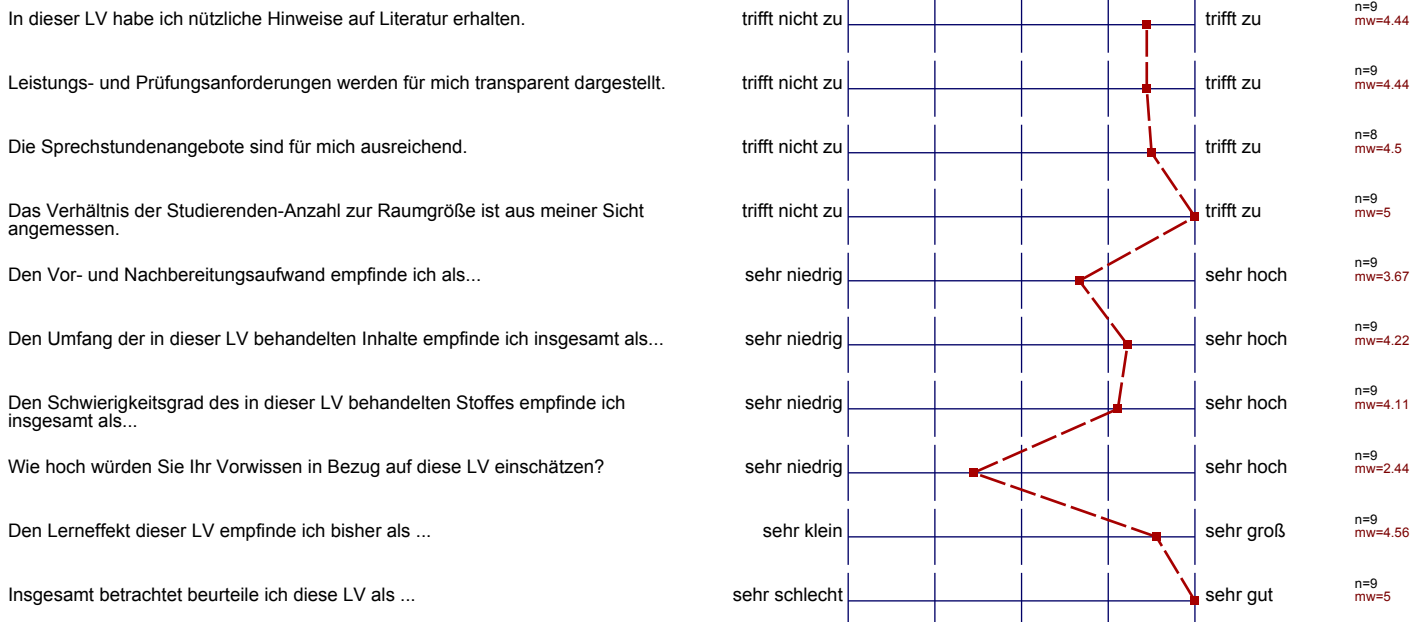 In dieser LV habe ich nützliche Hinweise auf Literatur erhalten. trifft nicht zu trifft zu n=9
mw=4.44
Leistungs- und Prüfungsanforderungen werden für mich transparent dargestellt. trifft nicht zu trifft zu n=9
mw=4.44
Die Sprechstundenangebote sind für mich ausreichend. trifft nicht zu trifft zu n=8
mw=4.5
Das Verhältnis der Studierenden-Anzahl zur Raumgröße ist aus meiner Sicht trifft nicht zu trifft zu n=9
angemessen. mw=5
Den Vor- und Nachbereitungsaufwand empfinde ich als... sehr niedrig sehr hoch n=9
mw=3.67
Den Umfang der in dieser LV behandelten Inhalte empfinde ich insgesamt als... sehr niedrig sehr hoch n=9
mw=4.22
Den Schwierigkeitsgrad des in dieser LV behandelten Stoffes empfinde ich sehr niedrig sehr hoch n=9
insgesamt als... mw=4.11
Wie hoch würden Sie Ihr Vorwissen in Bezug auf diese LV einschätzen? sehr niedrig sehr hoch n=9
mw=2.44
Den Lerneffekt dieser LV empfinde ich bisher als ... sehr klein sehr groß n=9
mw=4.56
Insgesamt betrachtet beurteile ich diese LV als ... sehr schlecht sehr gut n=9
mw=5